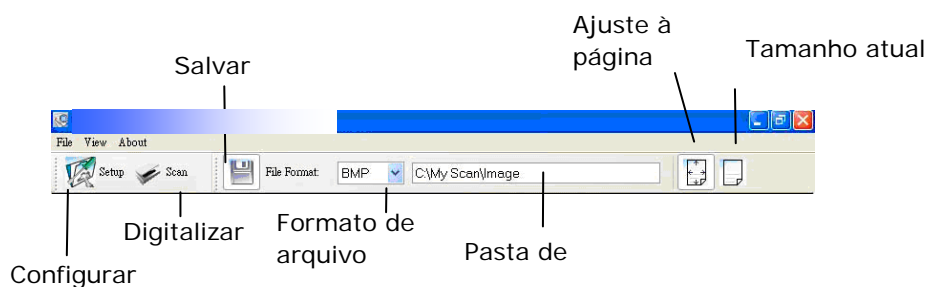 Ajuste à
página
Tamanho atual
Salvar
File View About
Setup Scan File Format: BMP C:\My Scan\Image
Formato de
arquivo
Digitalizar
Pasta de
Configurar